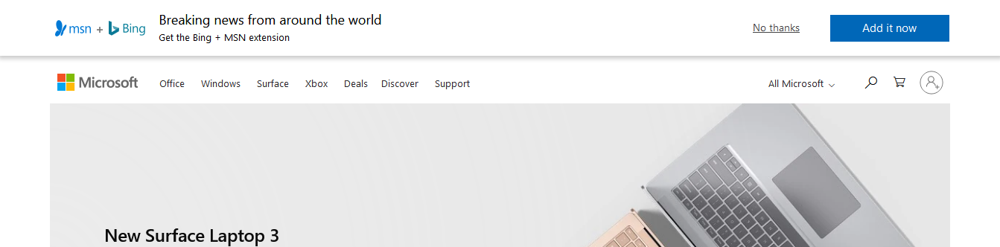 msn + Bing
Breaking news from around the world
Get the Bing + MSN extension
No thanks
Add it now
Microsoft
Office Windows Surface Xbox Deals Discover Support
All Microsoft
New Surface Laptop 3